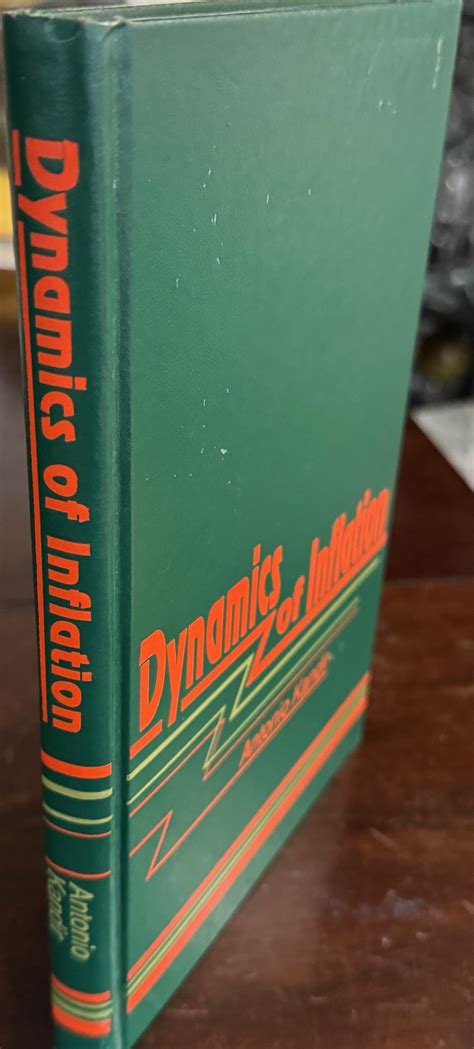 Dynamics of Inflation
Antonio
Kandir
Dynamics
of Inflation
Antonio Kandir